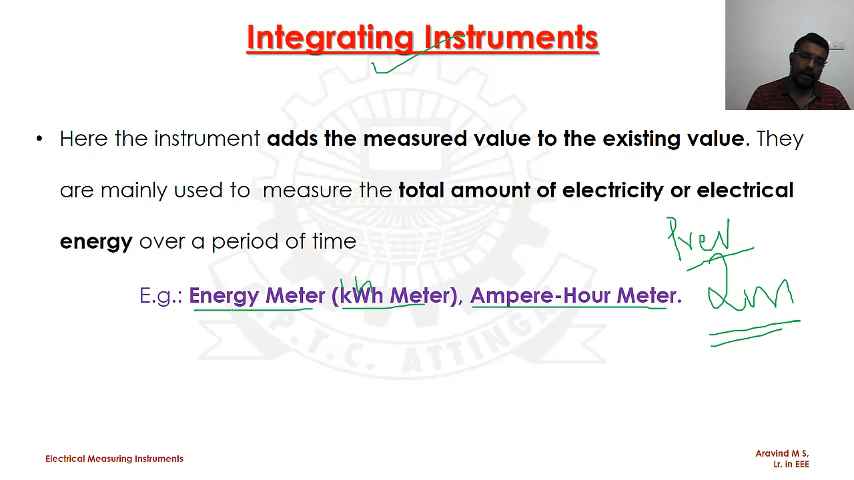 Integrating Instruments
• Here the instrument adds the measured value to the existing value. They
are mainly used to measure the total amount of electricity or electrical
energy over a period of time
Prev
E.g.: Energy Meter (kWh Meter), Ampere-Hour Meter.
P.T.C. ATTINGA
Electrical Measuring Instruments
Aravind M S,
Lr. in EEE